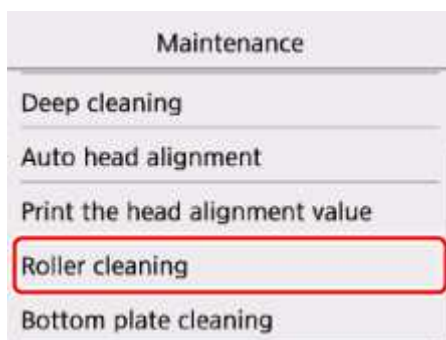 Maintenance
Deep cleaning
Auto head alignment
Print the head alignment value
Roller cleaning
Bottom plate cleaning